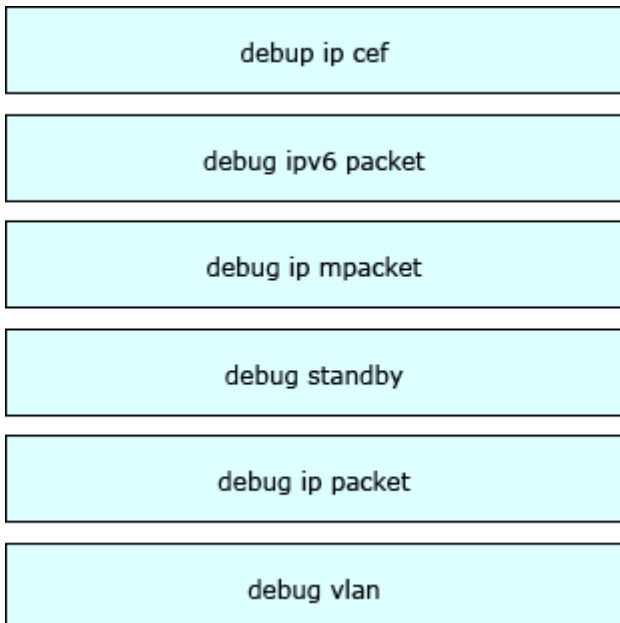 debup ip cef
debug ipv6 packet
debug ip mpacket
debug standby
debug ip packet
debug vlan